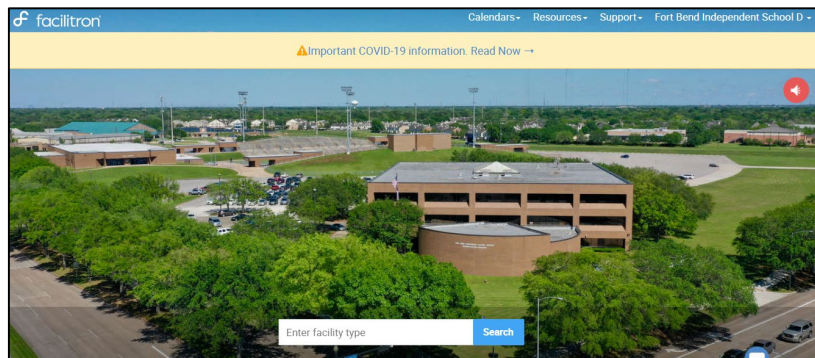 facilitron
Calendars Resources Support Fort Bend Independent School D
Important COVID-19 information. Read Now →
Enter facility type
Search